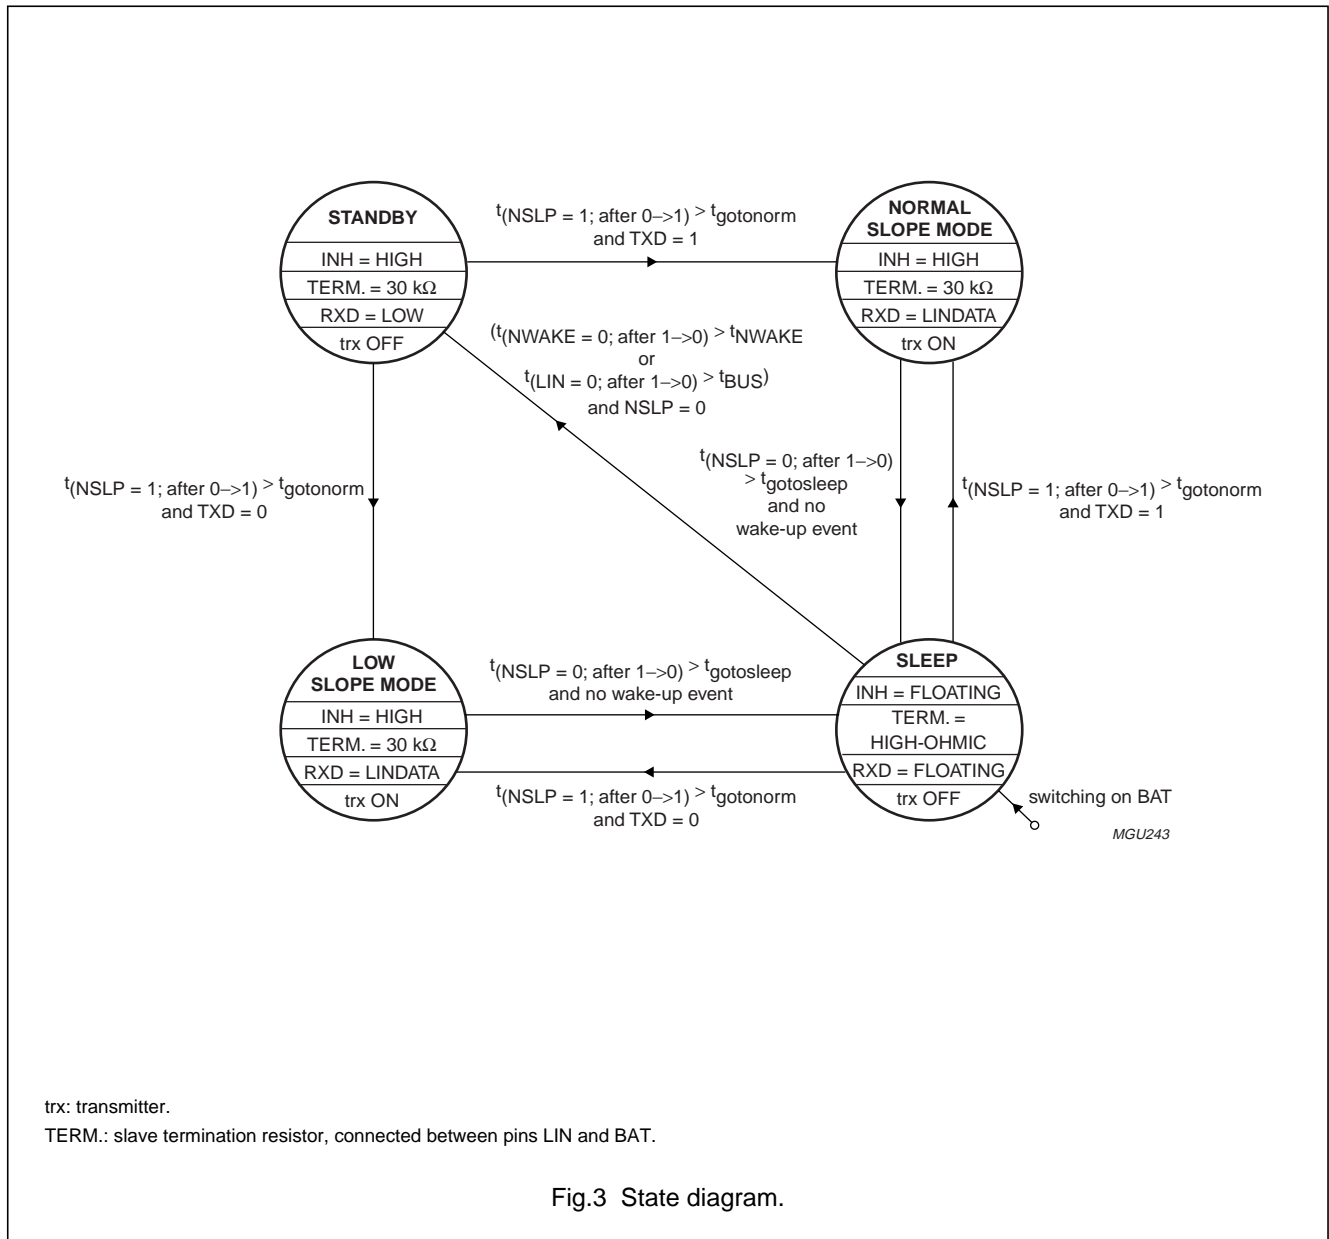 STANDBY
INH = HIGH
TERM. = 30 kΩ
RXD = LOW
trx OFF
t(NSLP = 1; after 0−>1) > tgotonorm
and TXD = 1
NORMAL
SLOPE MODE
INH = HIGH
TERM. = 30 kΩ
RXD = LINDATA
trx ON
(t(NWAKE = 0; after 1−>0) > tNWAKE
or
t(LIN = 0; after 1−>0) > tBUS)
and NSLP = 0
t(NSLP = 1; after 0−>1) > tgotonorm
and TXD = 0
t(NSLP = 0; after 1−>0)
> tgotosleep
and no
wake-up event
t(NSLP = 1; after 0−>1) > tgotonorm
and TXD = 1
LOW
SLOPE MODE
INH = HIGH
TERM. = 30 kΩ
RXD = LINDATA
trx ON
t(NSLP = 0; after 1−>0) > tgotosleep
and no wake-up event
t(NSLP = 1; after 0−>1) > tgotonorm
and TXD = 0
SLEEP
INH = FLOATING
TERM. =
HIGH-OHMIC
RXD = FLOATING
trx OFF
switching on BAT
MGU243
trx: transmitter.
TERM.: slave termination resistor, connected between pins LIN and BAT.
Fig.3 State diagram.